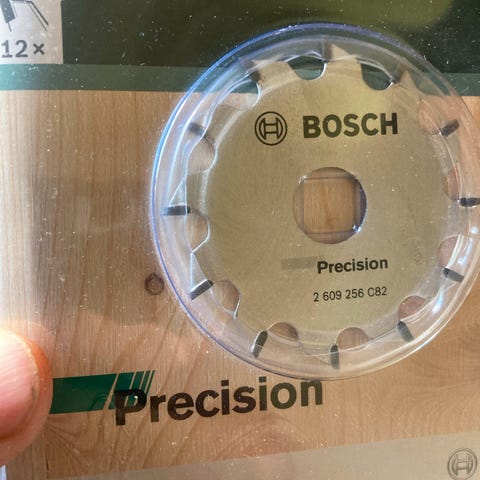 12×
BOSCH
Precision
2 609 256 C82
Precision